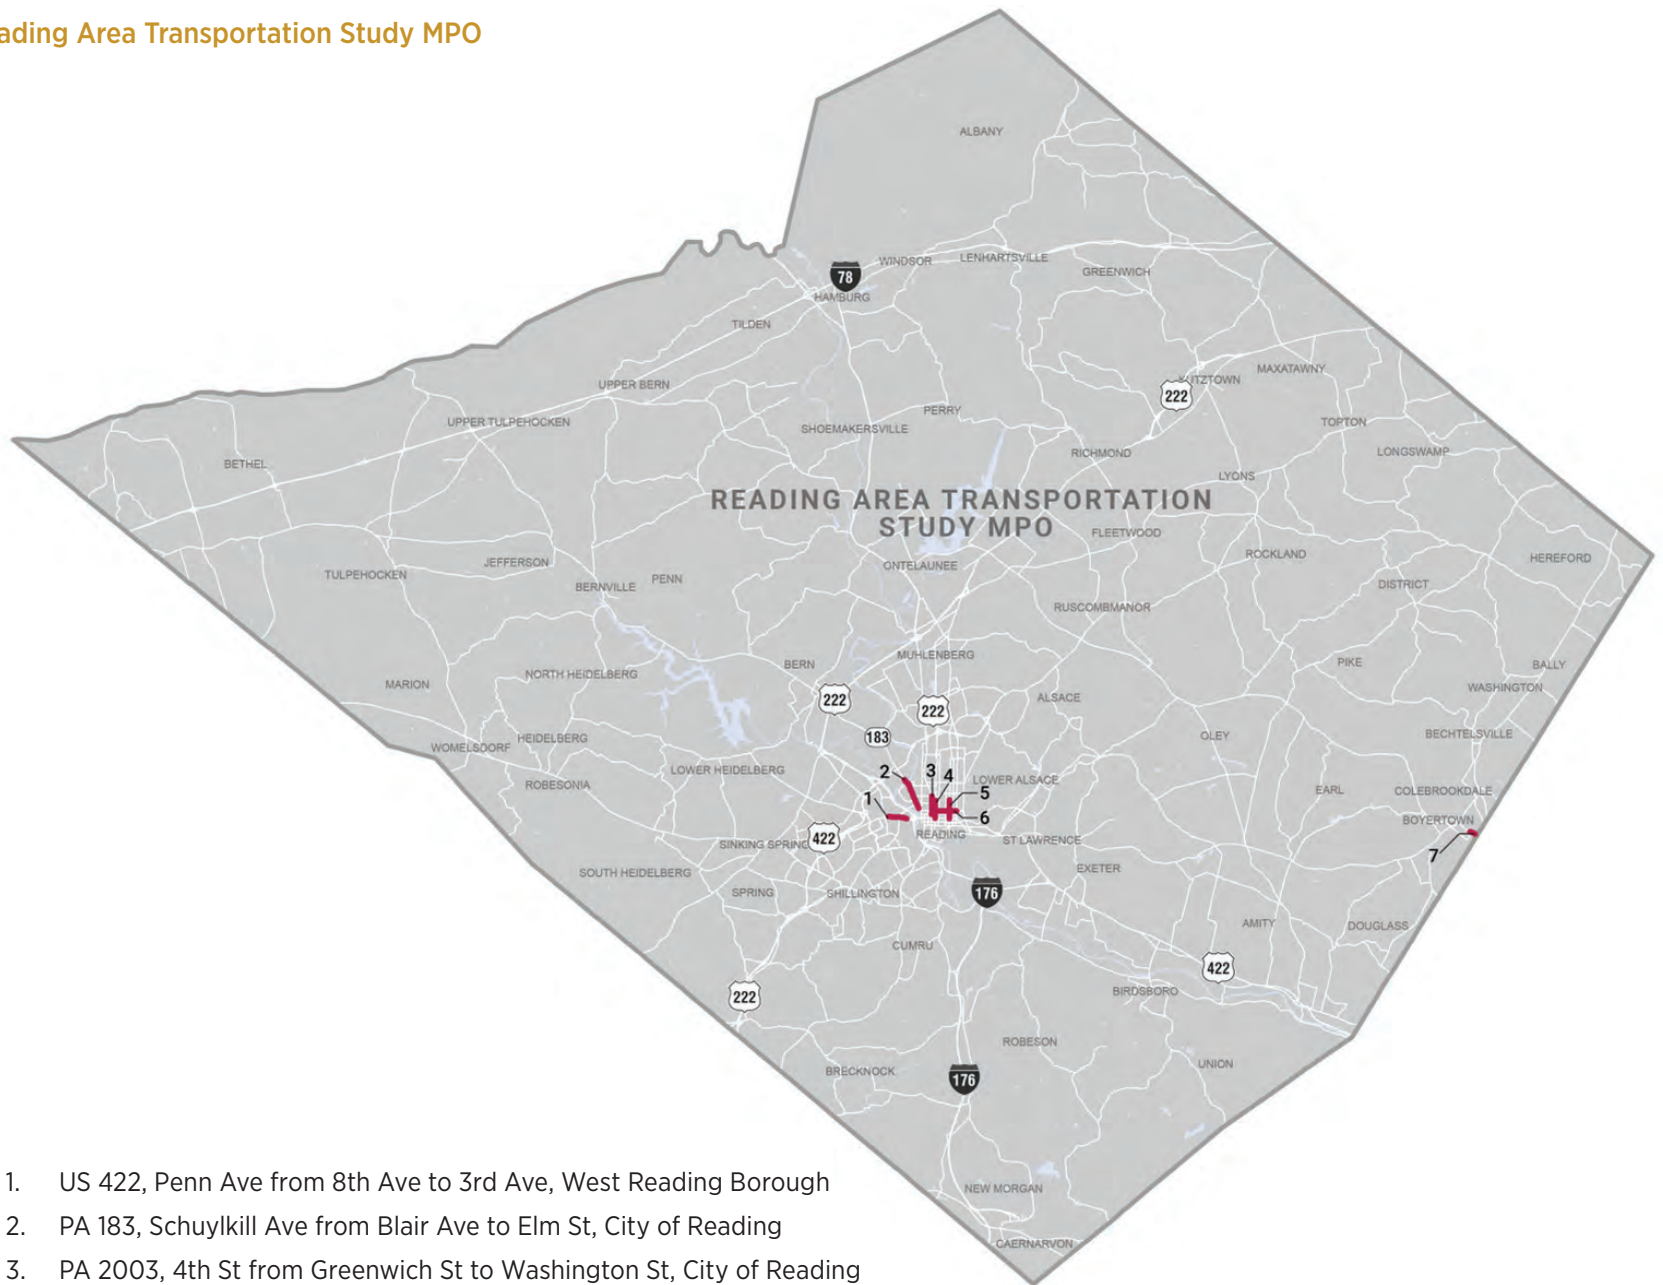 ading Area Transportation Study MPO
ALBANY
WINDSOR
LENHARTSVILLE
GREENWICH
78
HAMBURG
TILDEN
UPPER BERN
MAXATAWNY
222
UPPER TULPEHOCKEN
SHOEMAKERSVILLE
PERRY
TOPTON
BETHEL
RICHMOND
LONGSWAMP
LYONS
READING AREA TRANSPORTATION
STUDY MPO
FLEETWOOD
ROCKLAND
HEREFORD
JEFFERSON
ONTELAUNEE
TULPEHOCKEN
BERNVILLE
PENN
DISTRICT
RUSCOMBMANOR
MUHLENBERG
BERN
PIKE
BALLY
NORTH HEIDELBERG
MARION
WASHINGTON
222
222
ALSACE
183
HEIDELBERG
WOMELSDORF
OLEY
BECHTELSVILLE
LOWER HEIDELBERG
2
3
4
LOWER ALSACE
ROBESONIA
1
5
EARL
COLEBROOKDALE
6
BOYERTOWN
READING
422
SINKING SPRING
ST LAWRENCE
7
SOUTH HEIDELBERG
EXETER
SPRING
SHILLINGTON
176
AMITY
DOUGLASS
CUMRU
422
222
BIRDSBORO
ROBESON
BRECKNOCK
176
UNION
1. US 422, Penn Ave from 8th Ave to 3rd Ave, West Reading Borough
NEW MORGAN
2. PA 183, Schuylkill Ave from Blair Ave to Elm St, City of Reading
CAERNARVON
3. PA 2003, 4th St from Greenwich St to Washington St, City of Reading